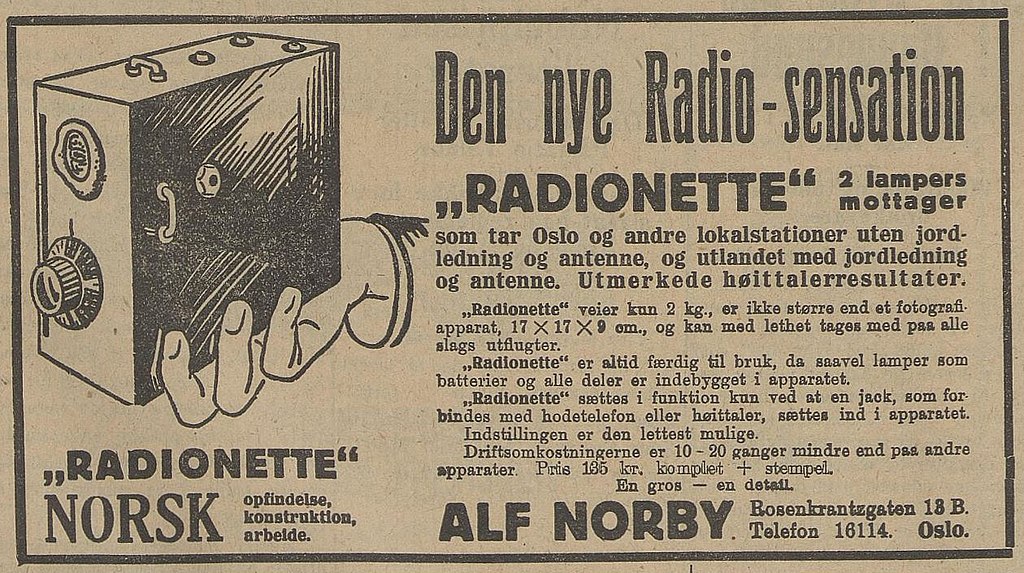 Den nye Radio-sensation
„RADIONETTE“ 2 lampers mottager
som tar Oslo og andre lokalstationer uten jord-
ledning og antenne, og utlandet med jordledning
og antenne. Utmerkede høittalerresultater.
„Radionette“ veier kun 2 kg., er ikke større end et fotografi-
apparat, 17 × 17 × 9 cm., og kan med lethet tages med paa alle
slags utflugter.
„Radionette“ er altid færdig til bruk, da saavel lamper som
batterier og alle deler er indebygget i apparatet.
„Radionette“ sættes i funktion kun ved at en jack, som for-
bindes med hodetelefon eller høittaler, sættes ind i apparatet.
Indstillingen er den lettest mulige.
Driftsomkostningerne er 10 - 20 ganger mindre end paa andre
apparater. Pris 135 kr. komplet + stempel.
En gros — en detail.
ALF NORBY. Rosenkrantzgaten 13 B.
Telefon 16114. Oslo.
„RADIONETTE“
NORSK opfindelse,
konstruktion,
arbeide.